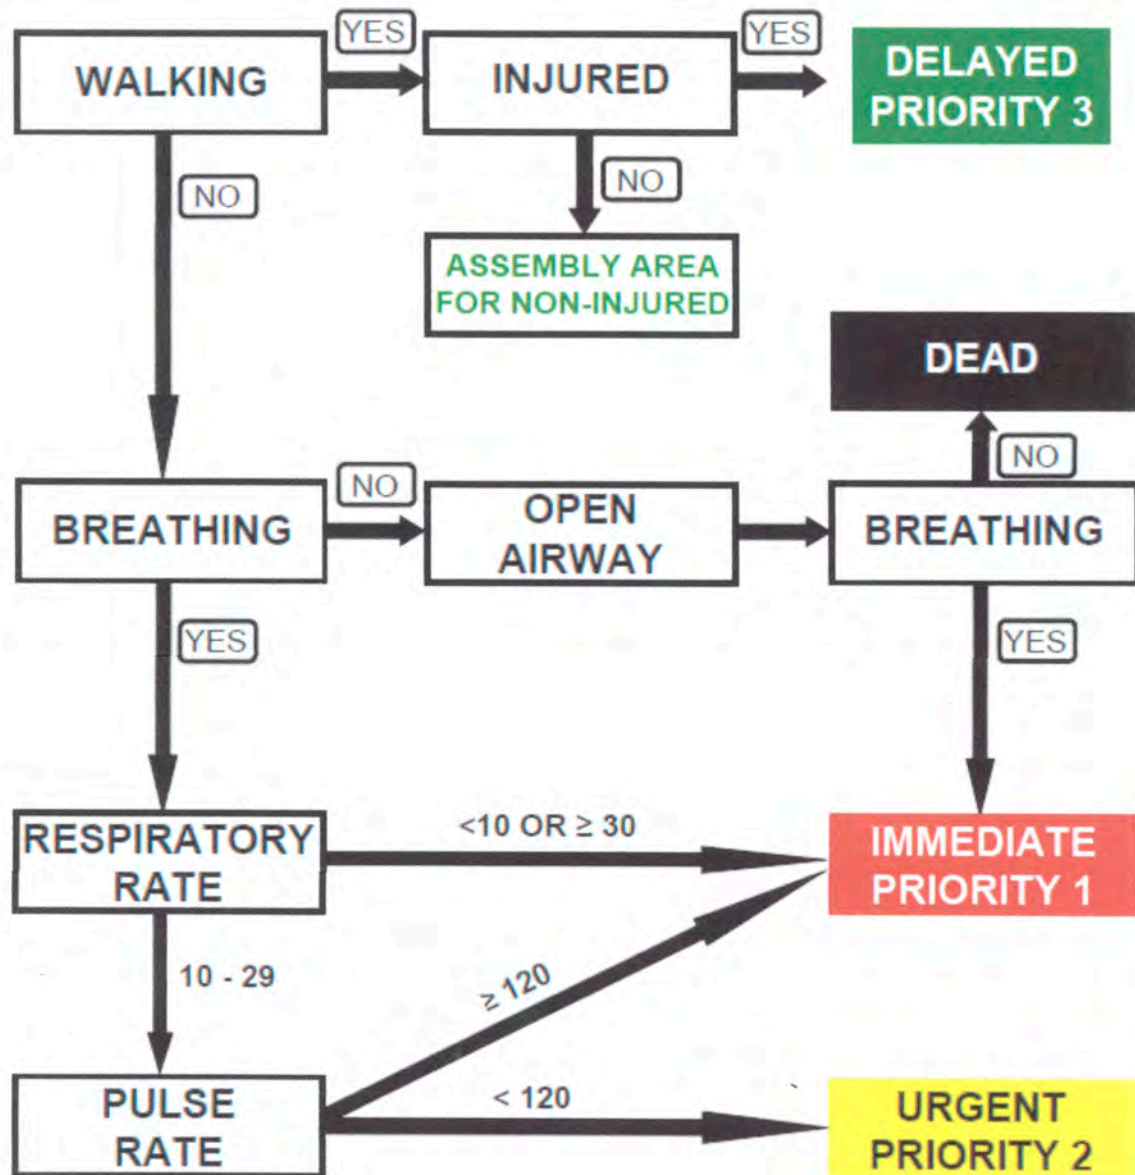 YES
YES
WALKING
INJURED
DELAYED
PRIORITY 3
NO
NO
ASSEMBLY AREA
FOR NON-INJURED
DEAD
NO
NO
BREATHING
OPEN
AIRWAY
BREATHING
YES
YES
RESPIRATORY
RATE
<10 OR ≥ 30
IMMEDIATE
PRIORITY 1
10 - 29
≥ 120
PULSE
RATE
< 120
URGENT
PRIORITY 2